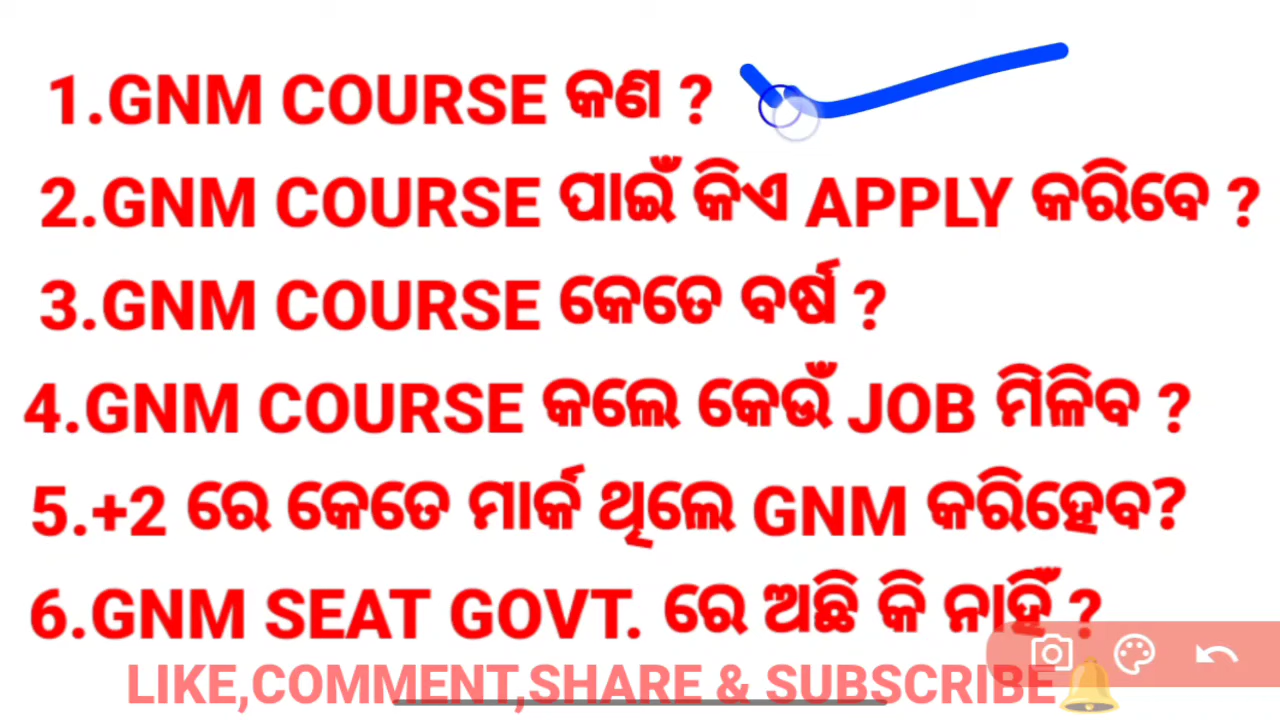 1.GNM COURSE କଣ ?
2.GNM COURSE ପାଇଁ କିଏ APPLY କରିବେ ?
3.GNM COURSE କେତେ ବର୍ଷ ?
4.GNM COURSE କଲେ କେଉଁ JOB ମିଳିବ ?
5.+2 ରେ କେତେ ମାର୍କ ଥିଲେ GNM କରିହେବ?
6.GNM SEAT GOVT. ରେ ଅଛି କି ନାହିଁ ?
LIKE,COMMENT,SHARE & SUBSCRIBE🔔